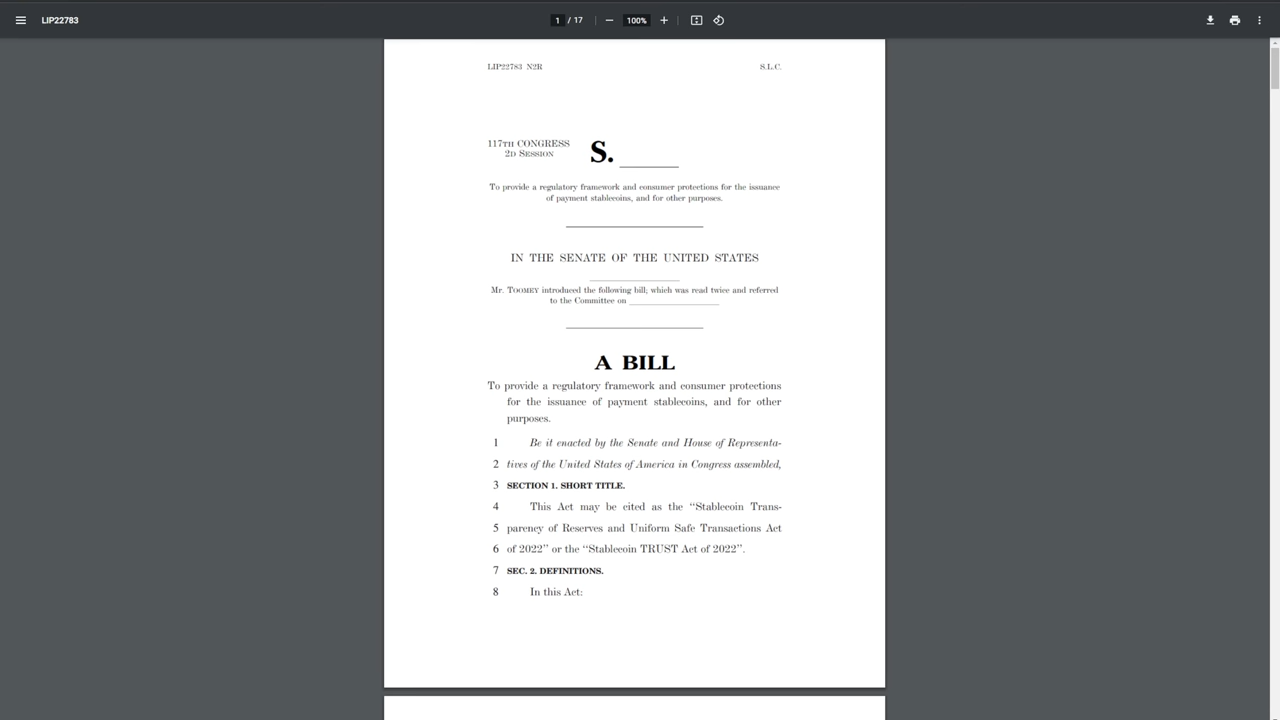 LIP22783
1 / 17
100%
LIP22783 N2R S.L.C.
117TH CONGRESS
2D SESSION
S.
To provide a regulatory framework and consumer protections for the issuance
of payment stablecoins, and for other purposes.
IN THE SENATE OF THE UNITED STATES
Mr. TOOMEY introduced the following bill; which was read twice and referred
to the Committee on
A BILL
To provide a regulatory framework and consumer protections
for the issuance of payment stablecoins, and for other
purposes.
1 Be it enacted by the Senate and House of Representa-
2 tives of the United States of America in Congress assembled,
3 SECTION 1. SHORT TITLE.
4 This Act may be cited as the ‘‘Stablecoin Trans-
5 parency of Reserves and Uniform Safe Transactions Act
6 of 2022’’ or the ‘‘Stablecoin TRUST Act of 2022’’.
7 SEC. 2. DEFINITIONS.
8 In this Act: